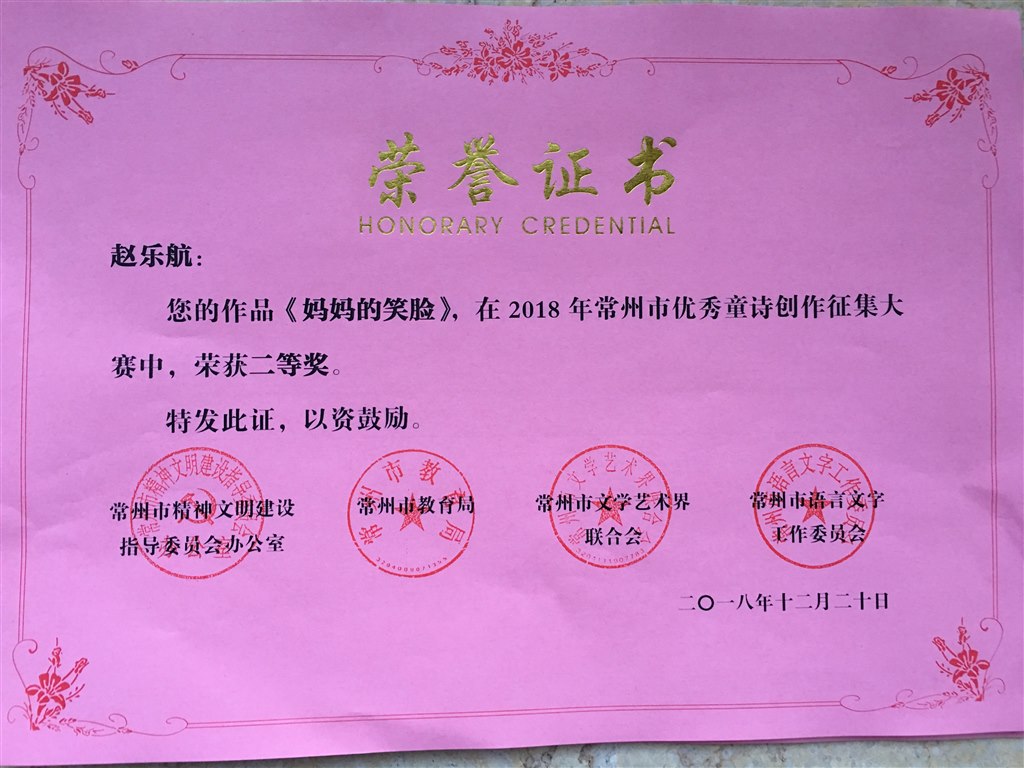 荣誉证书
HONORARY CREDENTIAL
赵乐航：
您的作品《妈妈的笑脸》，在2018年常州市优秀童诗创作征集大
赛中，荣获二等奖。
特发此证，以资鼓励。
常州市精神文明建设
指导委员会办公室
常州市教育局
常州市文学艺术界
联合会
常州市语言文字
工作委员会
二〇一八年十二月二十日